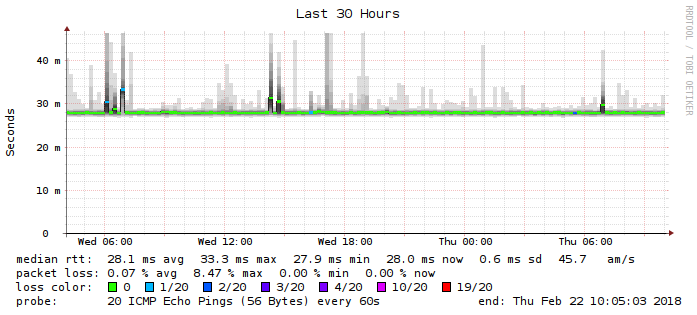 Last 30 Hours
RRDTOOL / TOBI OETIKER
Seconds
40 m
30 m
20 m
10 m
0
Wed 06:00 Wed 12:00 Wed 18:00 Thu 00:00 Thu 06:00
median rtt: 28.1 ms avg 33.3 ms max 27.9 ms min 28.0 ms now 0.6 ms sd 45.7 am/s
packet loss: 0.07 % avg 8.47 % max 0.00 % min 0.00 % now
loss color: 0 1/20 2/20 3/20 4/20 10/20 19/20
probe: 20 ICMP Echo Pings (56 Bytes) every 60s end: Thu Feb 22 10:05:03 2018